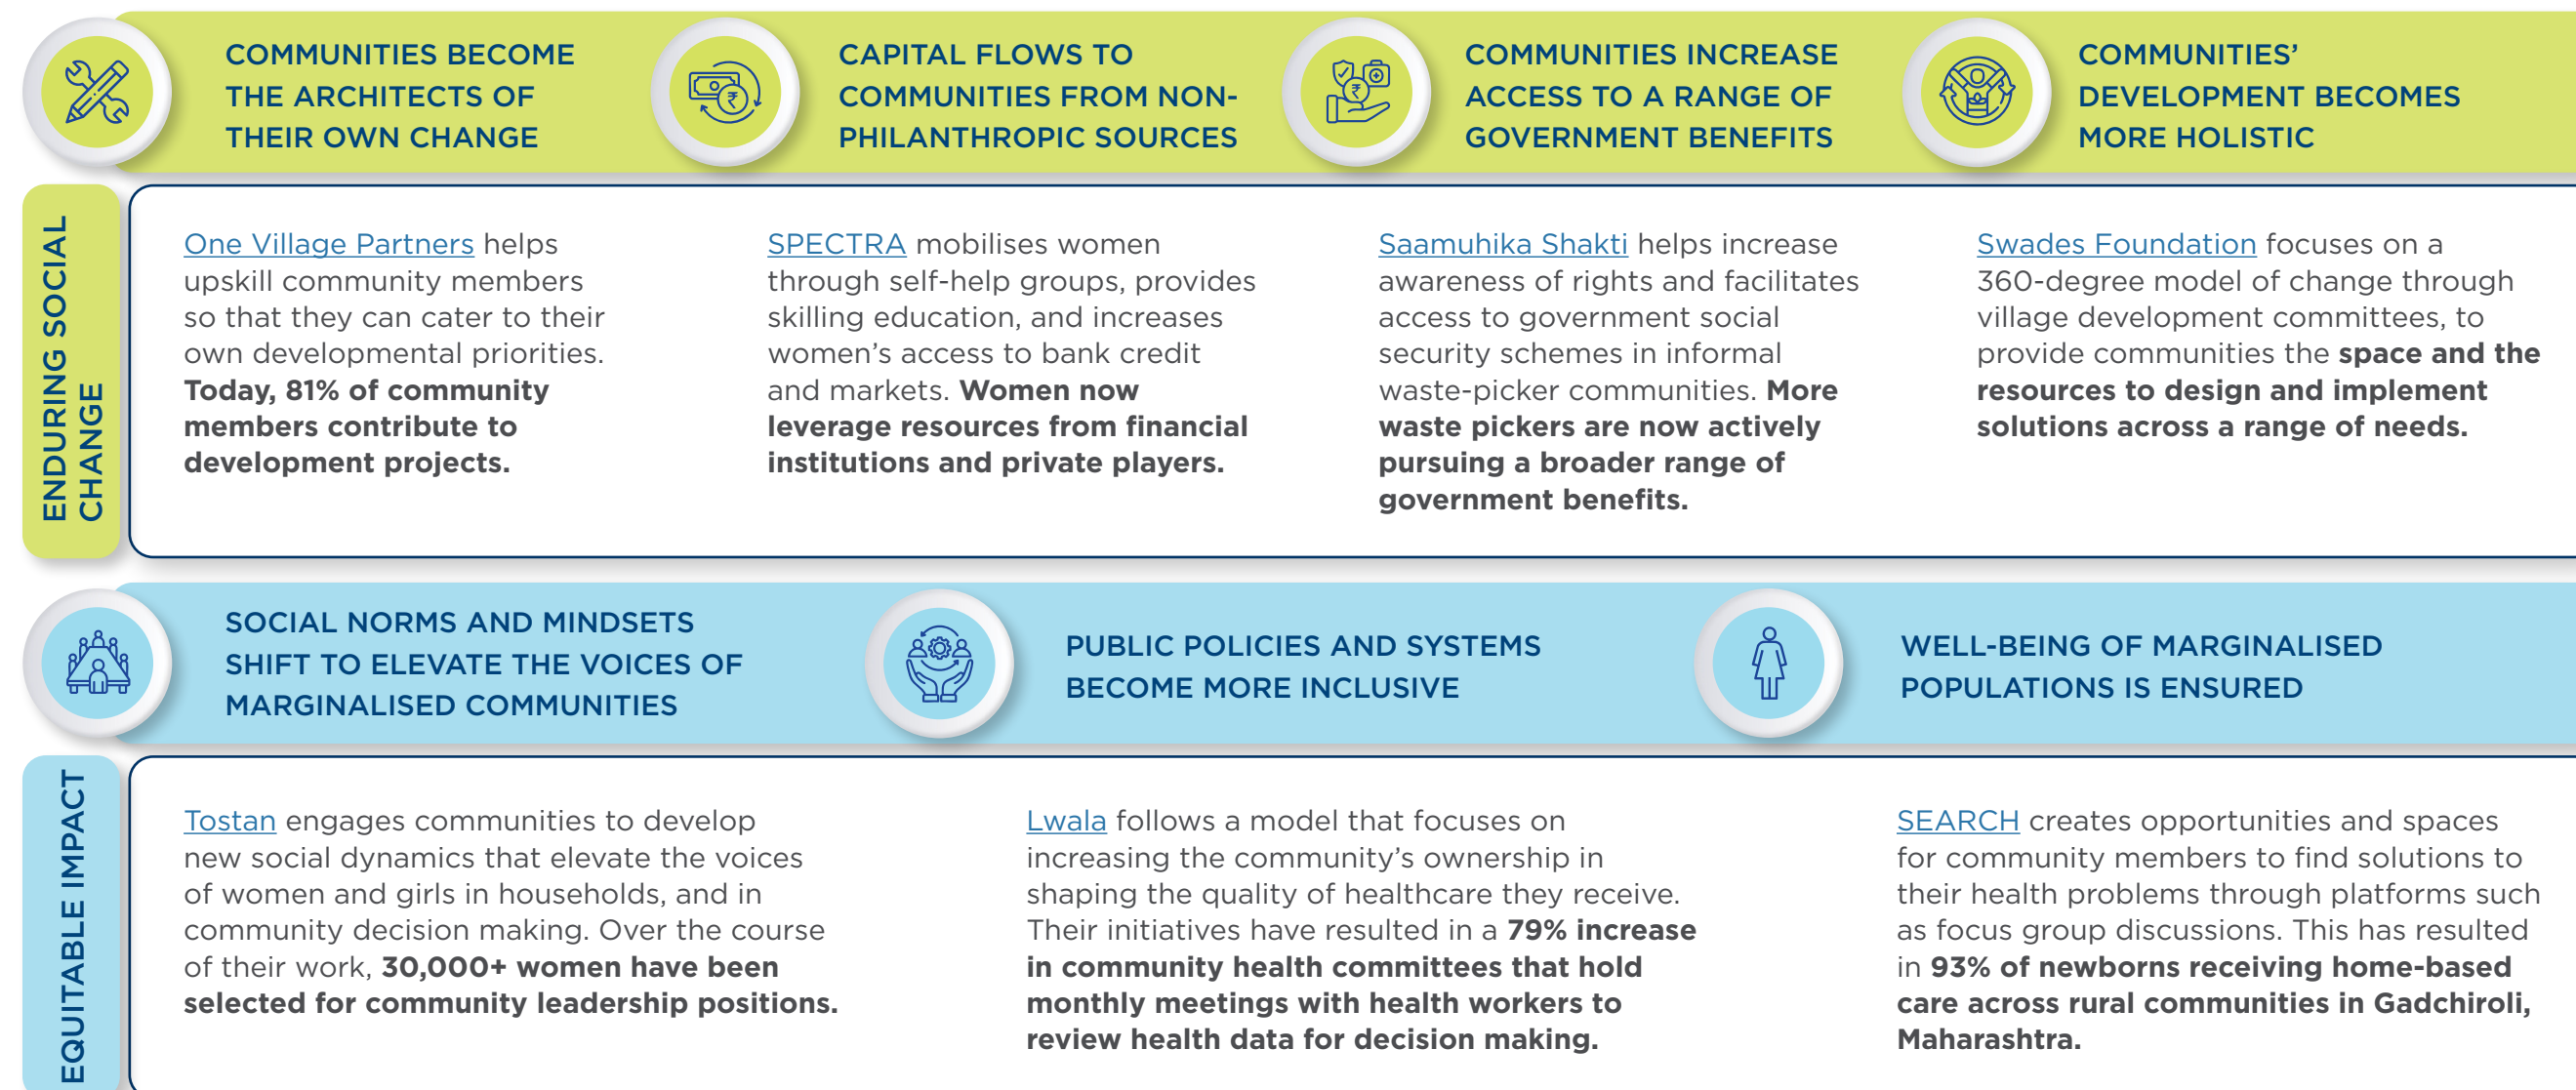 COMMUNITIES BECOME
THE ARCHITECTS OF
THEIR OWN CHANGE
CAPITAL FLOWS TO
COMMUNITIES FROM NON-
PHILANTHROPIC SOURCES
COMMUNITIES INCREASE
ACCESS TO A RANGE OF
GOVERNMENT BENEFITS
COMMUNITIES’
DEVELOPMENT BECOMES
MORE HOLISTIC
ENDURING SOCIAL
CHANGE
One Village Partners helps
upskill community members
so that they can cater to their
own developmental priorities.
Today, 81% of community
members contribute to
development projects.
SPECTRA mobilises women
through self-help groups, provides
skilling education, and increases
women’s access to bank credit
and markets. Women now
leverage resources from financial
institutions and private players.
Saamuhika Shakti helps increase
awareness of rights and facilitates
access to government social
security schemes in informal
waste-picker communities. More
waste pickers are now actively
pursuing a broader range of
government benefits.
Swades Foundation focuses on a
360-degree model of change through
village development committees, to
provide communities the space and the
resources to design and implement
solutions across a range of needs.
SOCIAL NORMS AND MINDSETS
SHIFT TO ELEVATE THE VOICES OF
MARGINALISED COMMUNITIES
PUBLIC POLICIES AND SYSTEMS
BECOME MORE INCLUSIVE
WELL-BEING OF MARGINALISED
POPULATIONS IS ENSURED
EQUITABLE IMPACT
Tostan engages communities to develop
new social dynamics that elevate the voices
of women and girls in households, and in
community decision making. Over the course
of their work, 30,000+ women have been
selected for community leadership positions.
Lwala follows a model that focuses on
increasing the community’s ownership in
shaping the quality of healthcare they receive.
Their initiatives have resulted in a 79% increase
in community health committees that hold
monthly meetings with health workers to
review health data for decision making.
SEARCH creates opportunities and spaces
for community members to find solutions to
their health problems through platforms such
as focus group discussions. This has resulted
in 93% of newborns receiving home-based
care across rural communities in Gadchiroli,
Maharashtra.